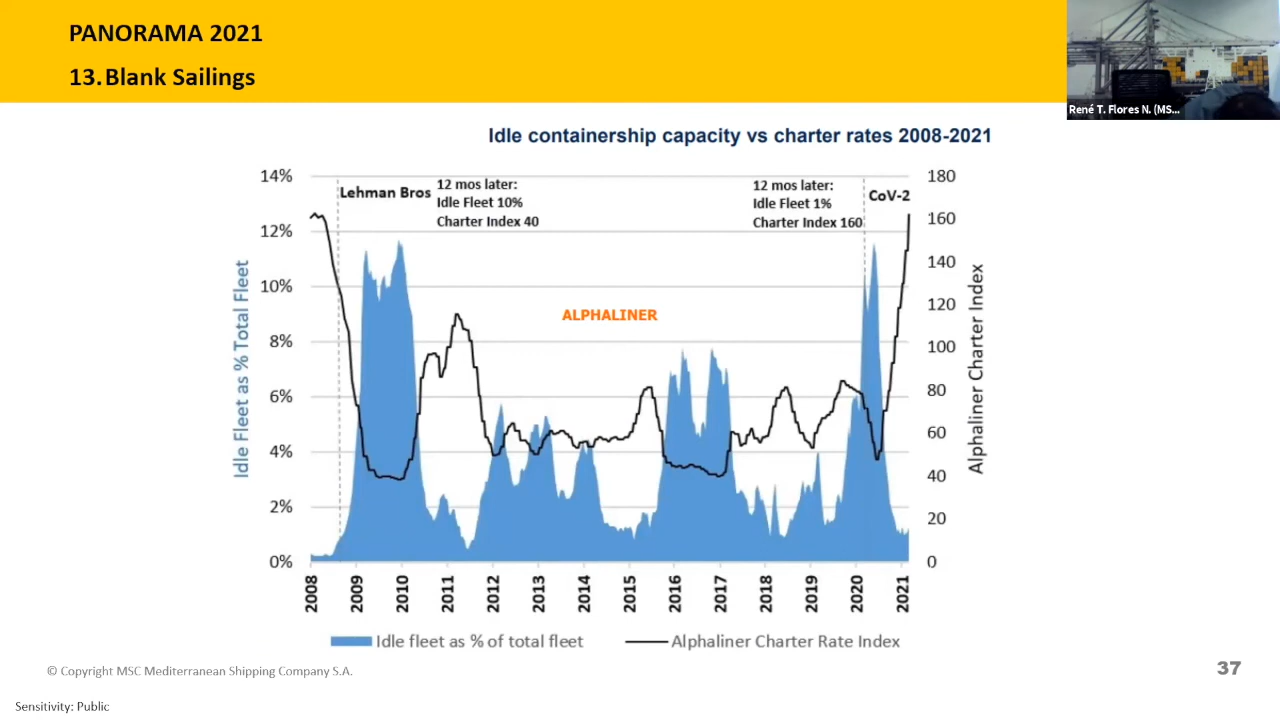 PANORAMA 2021
13. Blank Sailings
René T. Flores N. (MS...
Idle containership capacity vs charter rates 2008-2021
14%
12%
10%
8%
6%
4%
2%
0%
Idle Fleet as % Total Fleet
Lehman Bros
12 mos later:
Idle Fleet 10%
Charter Index 40
12 mos later:
Idle Fleet 1%
Charter Index 160
CoV-2
ALPHALINER
180
160
140
120
100
80
60
40
20
0
Alphaliner Charter Index
2008
2009
2010
2011
2012
2013
2014
2015
2016
2017
2018
2019
2020
2021
Idle fleet as % of total fleet
Alphaliner Charter Rate Index
© Copyright MSC Mediterranean Shipping Company S.A.
37
Sensitivity: Public